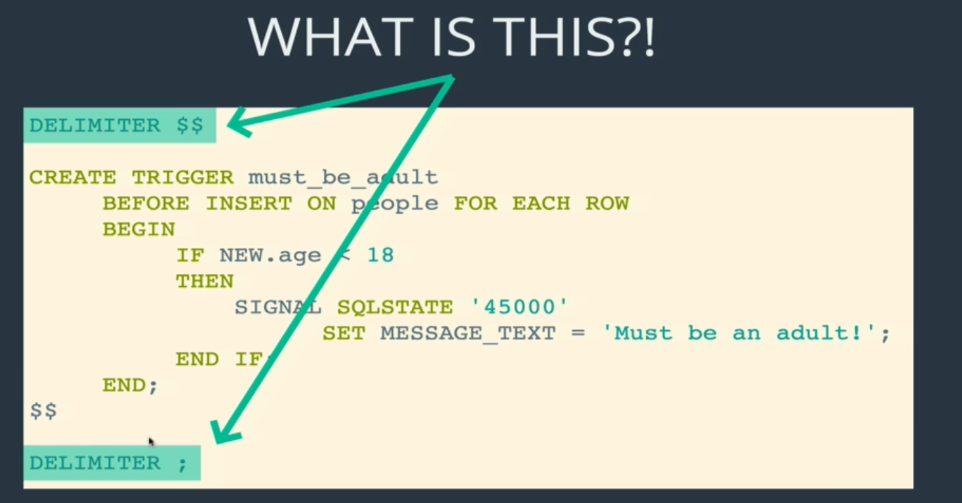 WHAT IS THIS?!
DELIMITER $$
CREATE TRIGGER must_be_adult
BEFORE INSERT ON people FOR EACH ROW
BEGIN
IF NEW.age < 18
THEN
SIGNAL SQLSTATE '45000'
SET MESSAGE_TEXT = 'Must be an adult!';
END IF;
END;
$$
DELIMITER ;